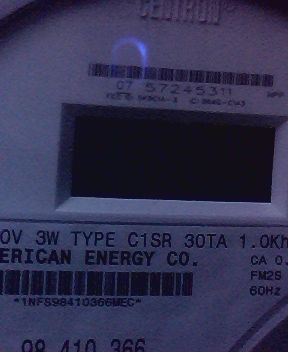 CENTRON
07 57245311
0V 3W TYPE C1SR 30TA 1.0Kh
ERICAN ENERGY CO. CA 0.
FM2S
*1NFS98410366MEC* 60Hz
98 410 366